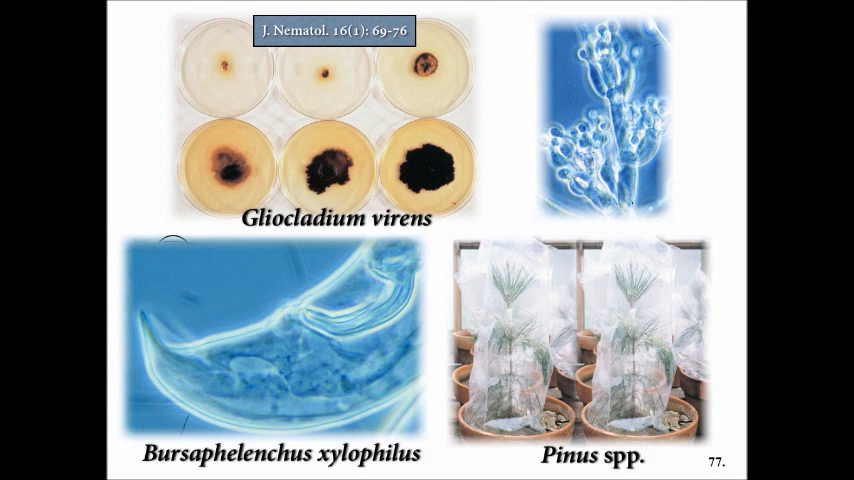 J. Nematol. 16(1): 69-76
Gliocladium virens
Bursaphelenchus xylophilus
Pinus spp.
77.